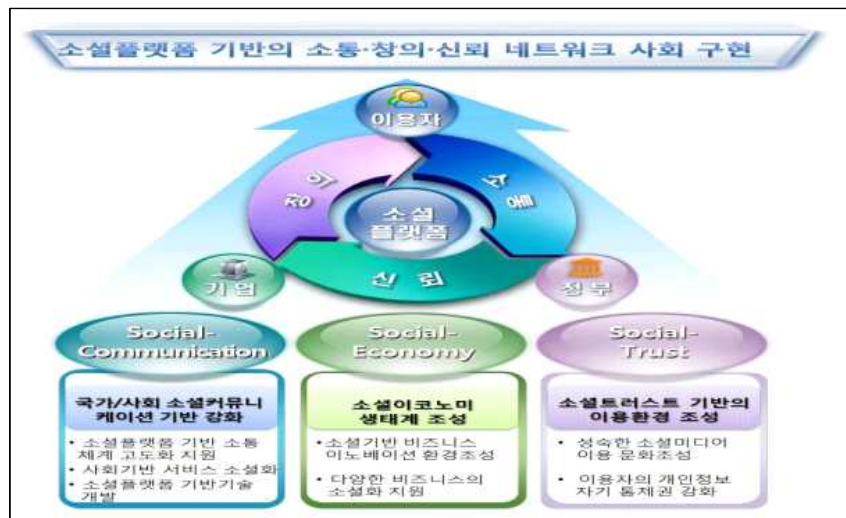 소셜플랫폼 기반의 소통·창의·신뢰 네트워크 사회 구현
이용자
창의
소통
소셜
플랫폼
신뢰
기업
정부
Social-
Communication
Social-
Economy
Social-
Trust
국가/사회 소셜커뮤니
케이션 기반 강화
• 소셜플랫폼 기반 소통
체계 고도화 지원
• 사회기반 서비스 소셜화
• 소셜플랫폼 기반기술
개발
소셜이코노미
생태계 조성
•소셜기반 비즈니스
이노베이션 환경조성
•다양한 비즈니스의
소셜화 지원
소셜트러스트 기반의
이용환경 조성
• 성숙한 소셜미디어
이용 문화조성
• 이용자의 개인정보
자기 통제권 강화